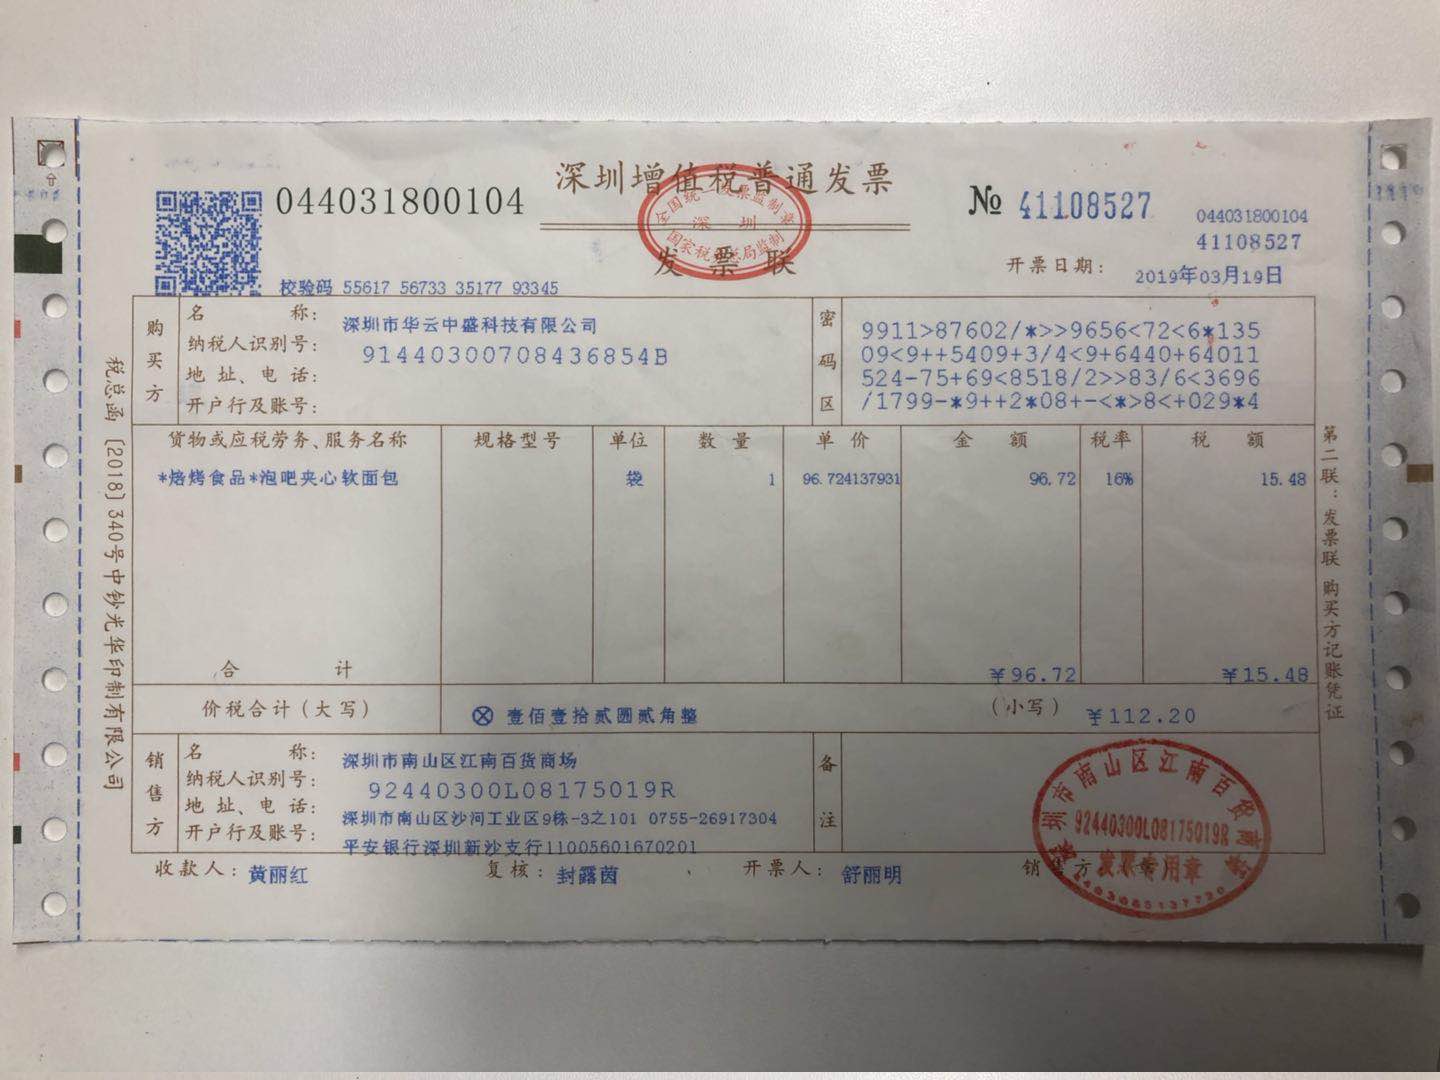 深圳增值税普通发票
发票联
全国统一发票监制章
深圳
国家税务总局监制
044031800104
№ 41108527
044031800104
41108527
校验码 55617 56733 35177 93345
开票日期： 2019年03月19日
购买方
名称： 深圳市华云中盛科技有限公司
纳税人识别号： 91440300708436854B
地址、电话：
开户行及账号：
密码区
9911>87602/*>>9656<72<6*135
09<9++5409+3/4<9+6440+64011
524-75+69<8518/2>>83/6<3696
/1799-*9++2*08+-<*>8<+029*4
货物或应税劳务、服务名称 规格型号 单位 数量 单价 金额 税率 税额
*焙烤食品*泡吧夹心软面包 袋 1 96.724137931 96.72 16% 15.48
合计 ￥96.72 ￥15.48
价税合计（大写） ⊗ 壹佰壹拾贰圆贰角整 （小写） ￥112.20
销售方
名称： 深圳市南山区江南百货商场
纳税人识别号： 92440300L08175019R
地址、电话： 深圳市南山区沙河工业区9栋-3之101 0755-26917304
开户行及账号： 平安银行深圳新沙支行11005601670201
备注
收款人： 黄丽红 复核： 封露茵 开票人： 舒丽明 销售方：（章）
深圳市南山区江南百货商场
92440300L08175019R
发票专用章
税总函［2018］340号中钞光华印制有限公司
第二联：发票联 购买方记账凭证